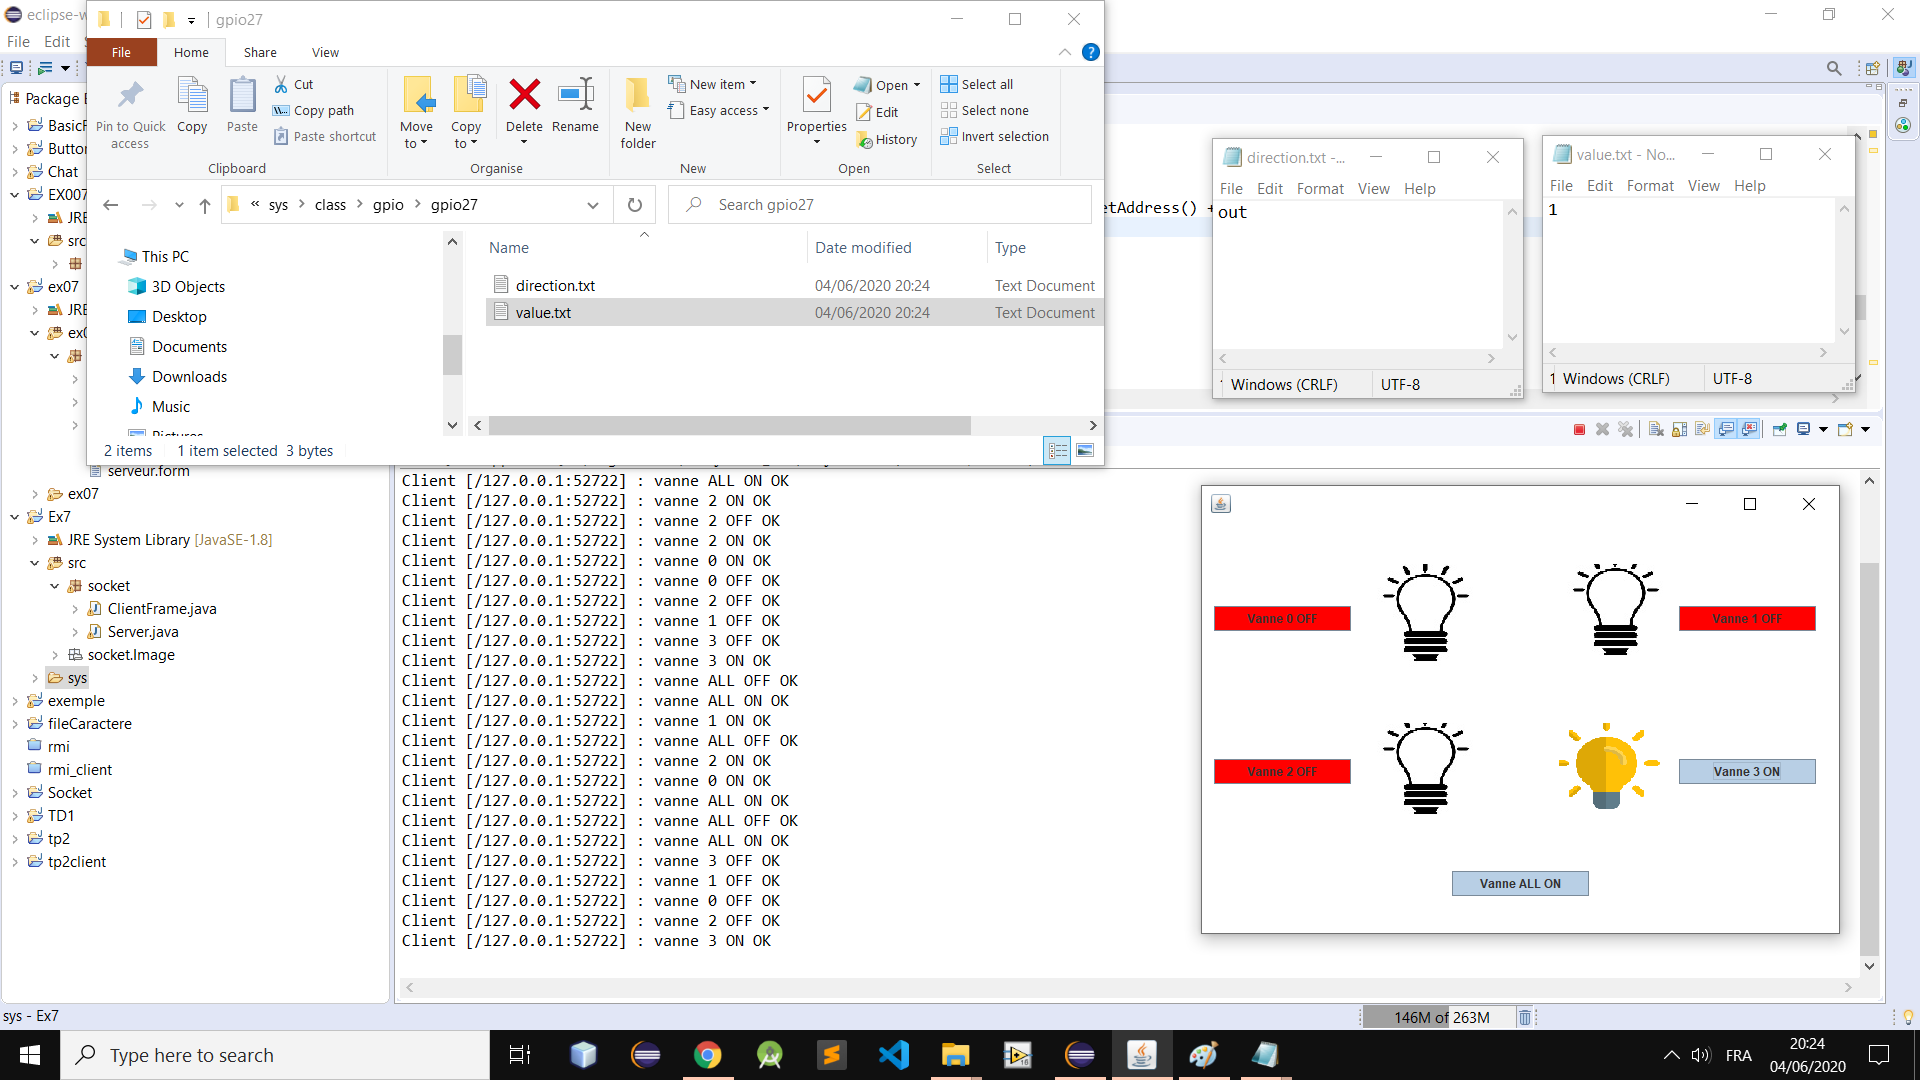 eclipse-w
File Edit
gpio27
File Home Share View
Pin to Quick access
Copy
Paste
Cut
Copy path
Paste shortcut
Clipboard
Move to
Copy to
Delete
Rename
Organise
New folder
New item
Easy access
New
Properties
Open
Edit
History
Open
Select all
Select none
Invert selection
Select
« sys > class > gpio > gpio27
Search gpio27
This PC
3D Objects
Desktop
Documents
Downloads
Music
Name Date modified Type
direction.txt 04/06/2020 20:24 Text Document
value.txt 04/06/2020 20:24 Text Document
2 items 1 item selected 3 bytes
Package E
BasicF
Button
Chat
EX007
JRE
src
ex07
JRE
ex0
serveur.form
ex07
Ex7
JRE System Library [JavaSE-1.8]
src
socket
ClientFrame.java
Server.java
socket.Image
sys
exemple
fileCaractere
rmi
rmi_client
Socket
TD1
tp2
tp2client
etAddress() +
direction.txt -...
File Edit Format View Help
out
Windows (CRLF) UTF-8
value.txt - No...
File Edit Format View Help
1
1 Windows (CRLF) UTF-8
Client [/127.0.0.1:52722] : vanne ALL ON OK
Client [/127.0.0.1:52722] : vanne 2 ON OK
Client [/127.0.0.1:52722] : vanne 2 OFF OK
Client [/127.0.0.1:52722] : vanne 2 ON OK
Client [/127.0.0.1:52722] : vanne 0 ON OK
Client [/127.0.0.1:52722] : vanne 0 OFF OK
Client [/127.0.0.1:52722] : vanne 2 OFF OK
Client [/127.0.0.1:52722] : vanne 1 OFF OK
Client [/127.0.0.1:52722] : vanne 3 OFF OK
Client [/127.0.0.1:52722] : vanne 3 ON OK
Client [/127.0.0.1:52722] : vanne ALL OFF OK
Client [/127.0.0.1:52722] : vanne ALL ON OK
Client [/127.0.0.1:52722] : vanne 1 ON OK
Client [/127.0.0.1:52722] : vanne ALL OFF OK
Client [/127.0.0.1:52722] : vanne 2 ON OK
Client [/127.0.0.1:52722] : vanne 0 ON OK
Client [/127.0.0.1:52722] : vanne ALL ON OK
Client [/127.0.0.1:52722] : vanne ALL OFF OK
Client [/127.0.0.1:52722] : vanne ALL ON OK
Client [/127.0.0.1:52722] : vanne 3 OFF OK
Client [/127.0.0.1:52722] : vanne 1 OFF OK
Client [/127.0.0.1:52722] : vanne 0 OFF OK
Client [/127.0.0.1:52722] : vanne 2 OFF OK
Client [/127.0.0.1:52722] : vanne 3 ON OK
Vanne 0 OFF
Vanne 1 OFF
Vanne 2 OFF
Vanne 3 ON
Vanne ALL ON
sys - Ex7
146M of 263M
Type here to search
FRA
20:24
04/06/2020